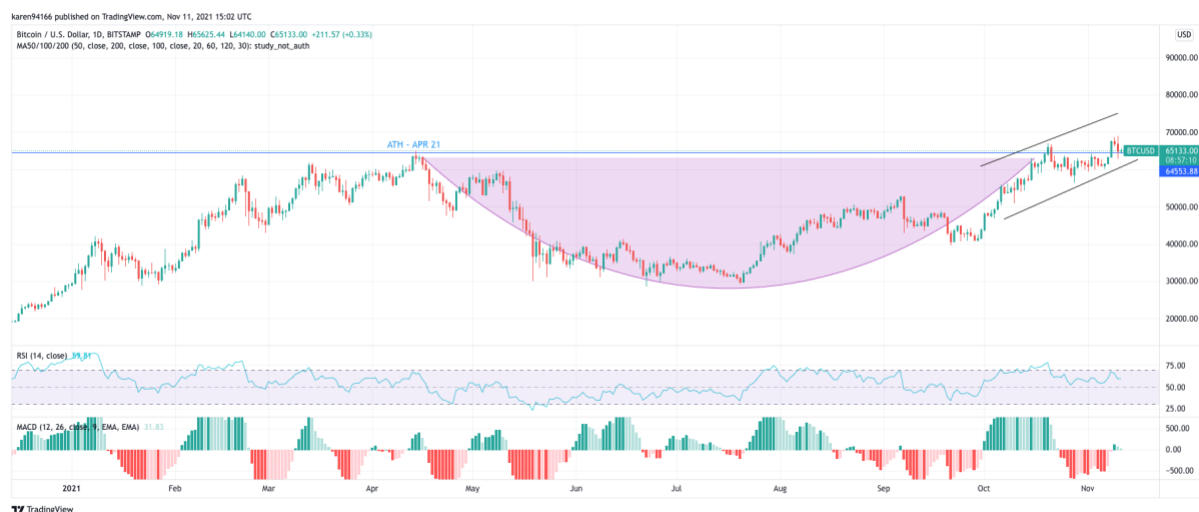 karen94166 published on TradingView.com, Nov 11, 2021 15:02 UTC
Bitcoin / U.S. Dollar, 1D, BITSTAMP O64919.18 H65625.44 L64140.00 C65133.00 +211.57 (+0.33%)
MA50/100/200 (50, close, 200, close, 100, close, 20, 60, 120, 30): study_not_auth
USD
90000.00
80000.00
70000.00
ATH - APR 21
BTCUSD 65133.00
08:57:10
64553.88
50000.00
40000.00
30000.00
20000.00
RSI (14, close) 59.81
75.00
50.00
25.00
MACD (12, 26, close, 9, EMA, EMA) 31.83
500.00
0.00
−500.00
2021 Feb Mar Apr May Jun Jul Aug Sep Oct Nov
TradingView